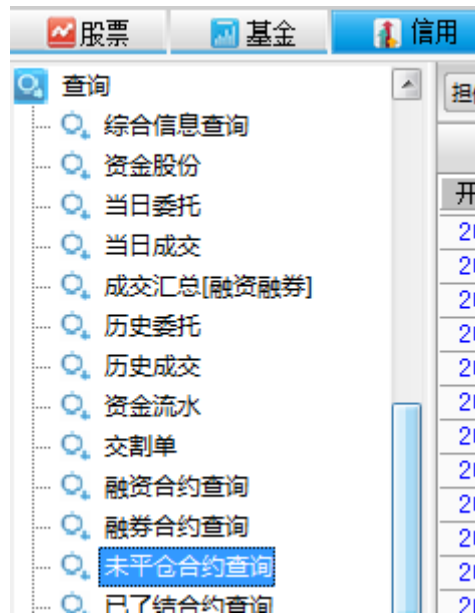 股票 基金 信用
查询
综合信息查询
资金股份
当日委托
当日成交
成交汇总[融资融券]
历史委托
历史成交
资金流水
交割单
融资合约查询
融券合约查询
未平仓合约查询
已了结合约查询
担
开